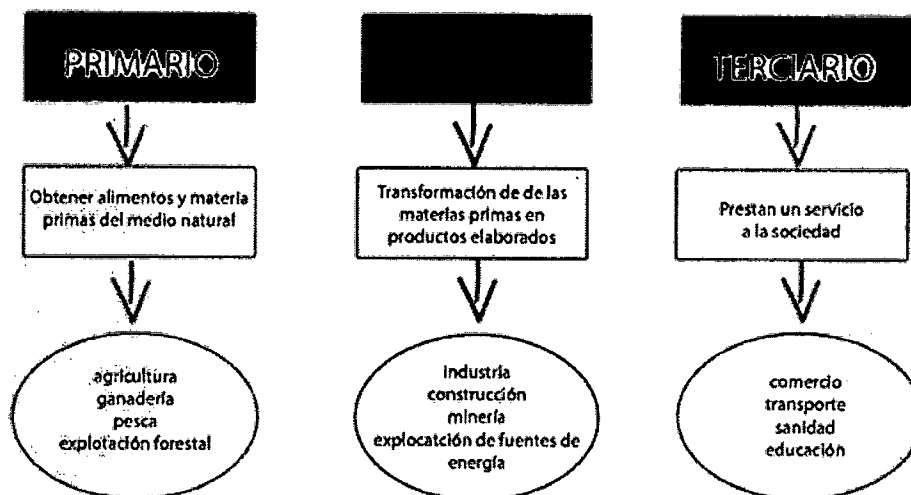 PRIMARIO
TERCIARIO
Obtener alimentos y materia
primas del medio natural
Transformación de de las
materias primas en
productos elaborados
Prestan un servicio
a la sociedad
agricultura
ganadería
pesca
explotación forestal
industria
construcción
minería
explocatción de fuentes de
energía
comercio
transporte
sanidad
educación